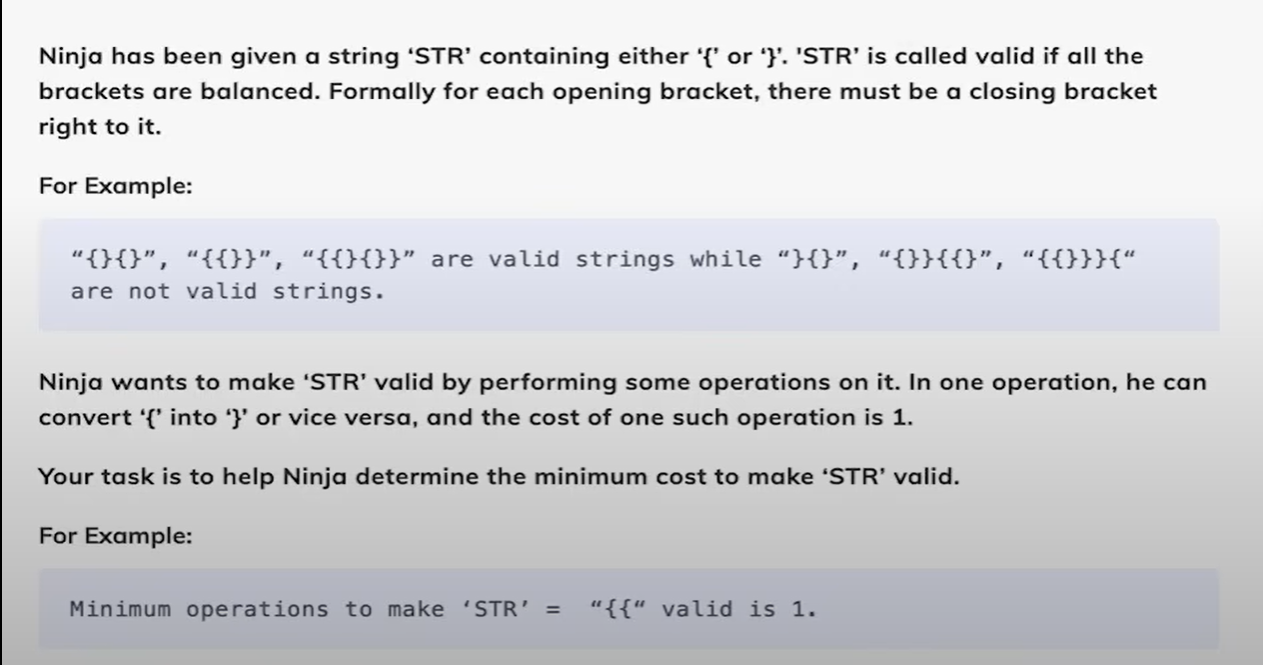 Ninja has been given a string ‘STR’ containing either ‘{’ or ‘}’. 'STR’ is called valid if all the
brackets are balanced. Formally for each opening bracket, there must be a closing bracket
right to it.
For Example:
“{}{}”, “{{}}”, “{{}{}}” are valid strings while “}{}”, “{}}{{}”, “{{}}}{“
are not valid strings.
Ninja wants to make ‘STR’ valid by performing some operations on it. In one operation, he can
convert ‘{’ into ‘}’ or vice versa, and the cost of one such operation is 1.
Your task is to help Ninja determine the minimum cost to make ‘STR’ valid.
For Example:
Minimum operations to make ‘STR’ =  “{{“ valid is 1.